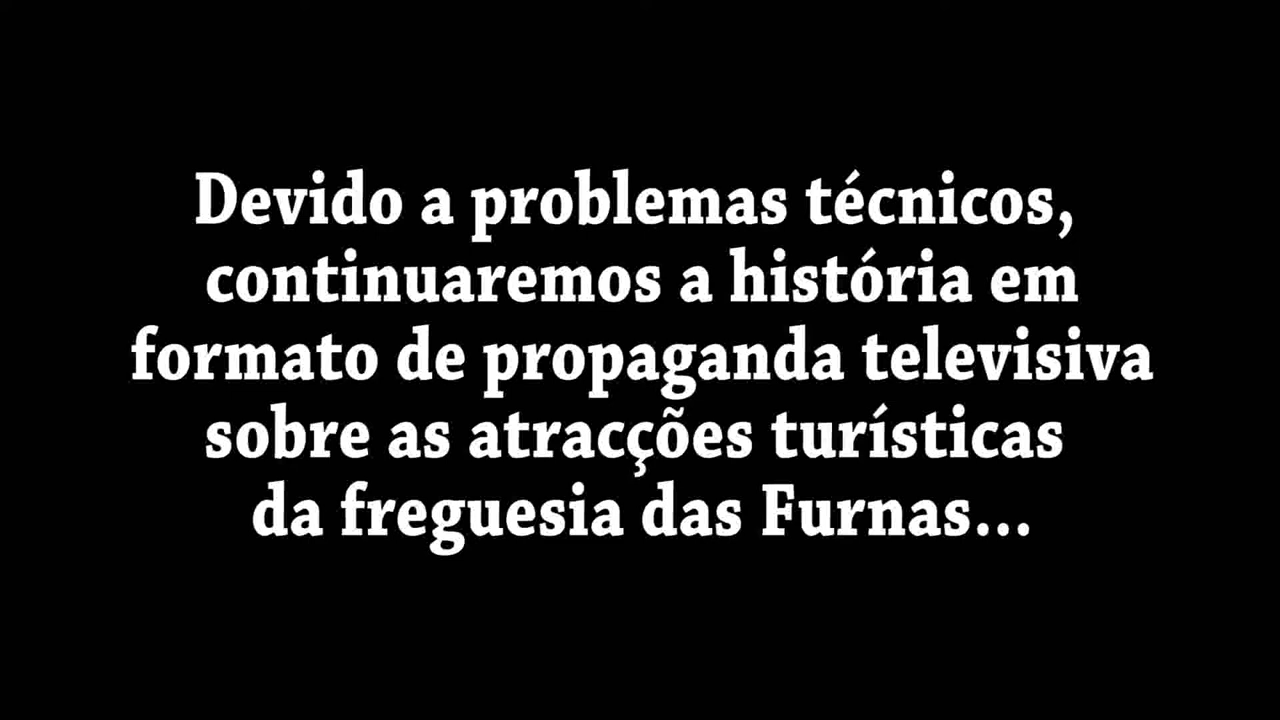 Devido a problemas técnicos,
continuaremos a história em
formato de propaganda televisiva
sobre as atracções turísticas
da freguesia das Furnas...